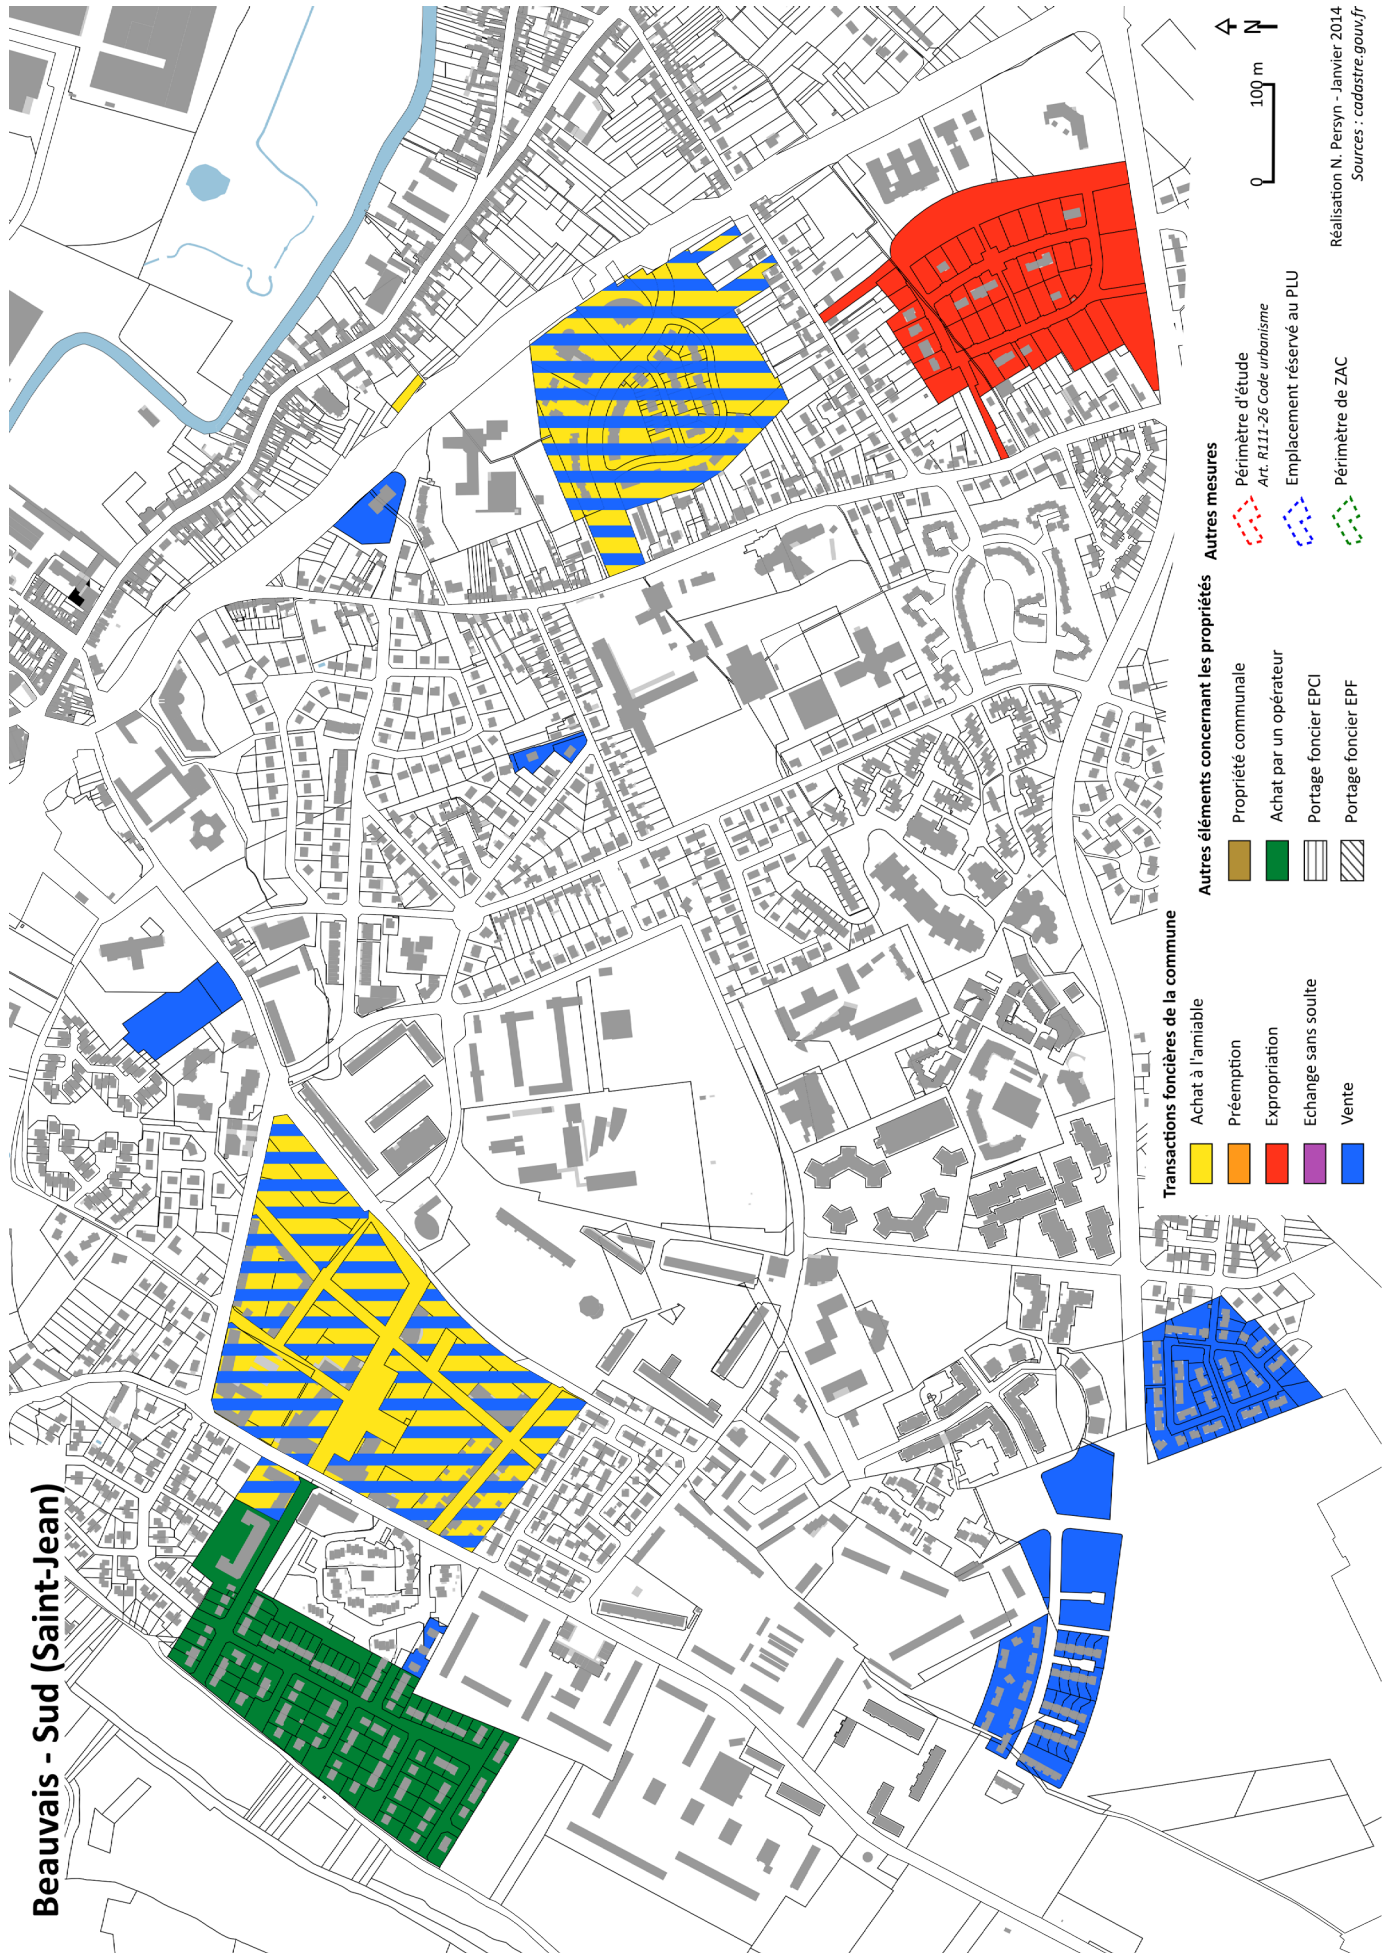 Beauvais - Sud (Saint-Jean)
Transactions foncières de la commune
Achat à l'amiable
Préemption
Expropriation
Echange sans soulte
Vente
Autres éléments concernant les propriétés
Propriété communale
Achat par un opérateur
Portage foncier EPCI
Portage foncier EPF
Autres mesures
Périmètre d'étude
Art. R111-26 Code urbanisme
Emplacement réservé au PLU
Périmètre de ZAC
N
0 100 m
Réalisation N. Persyn - Janvier 2014
Sources : cadastre.gouv.fr